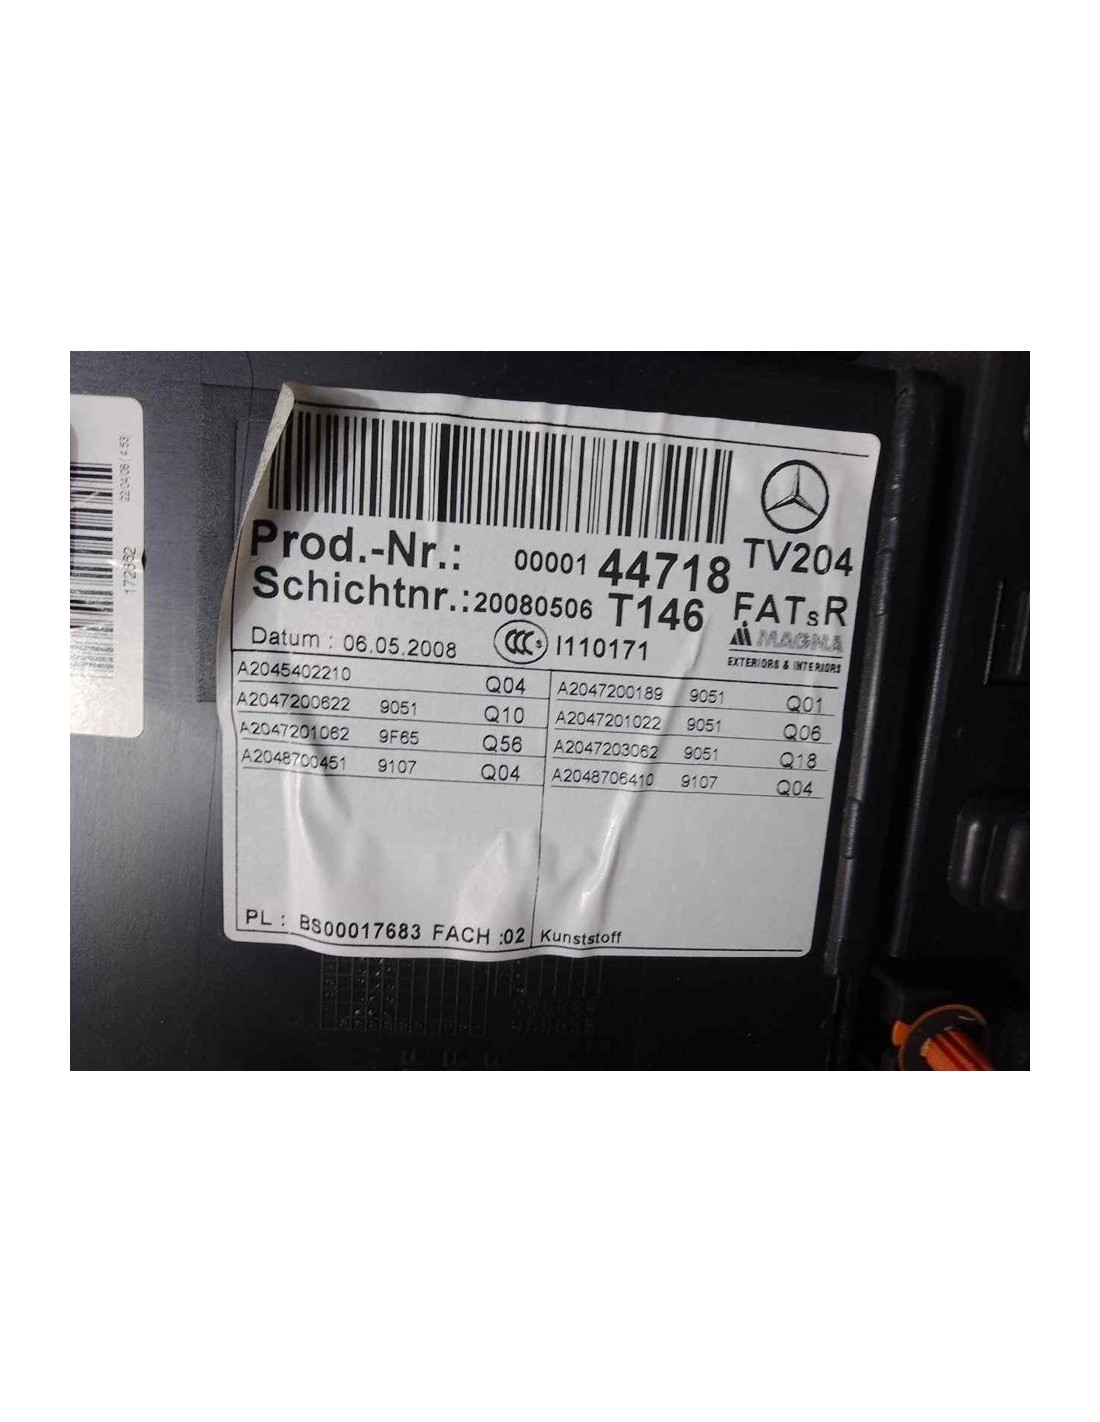 Prod.-Nr.: 00001 44718 TV204
Schichtnr.: 20080506 T146 FATsR
Datum : 06.05.2008 CCC S I110171 MAGNA
EXTERIORS & INTERIORS
A2045402210 Q04
A2047200622 9051 Q10
A2047201062 9F65 Q56
A2048700451 9107 Q04
A2047200189 9051 Q01
A2047201022 9051 Q06
A2047203062 9051 Q18
A2048706410 9107 Q04
PL : BS00017683 FACH :02 Kunststoff